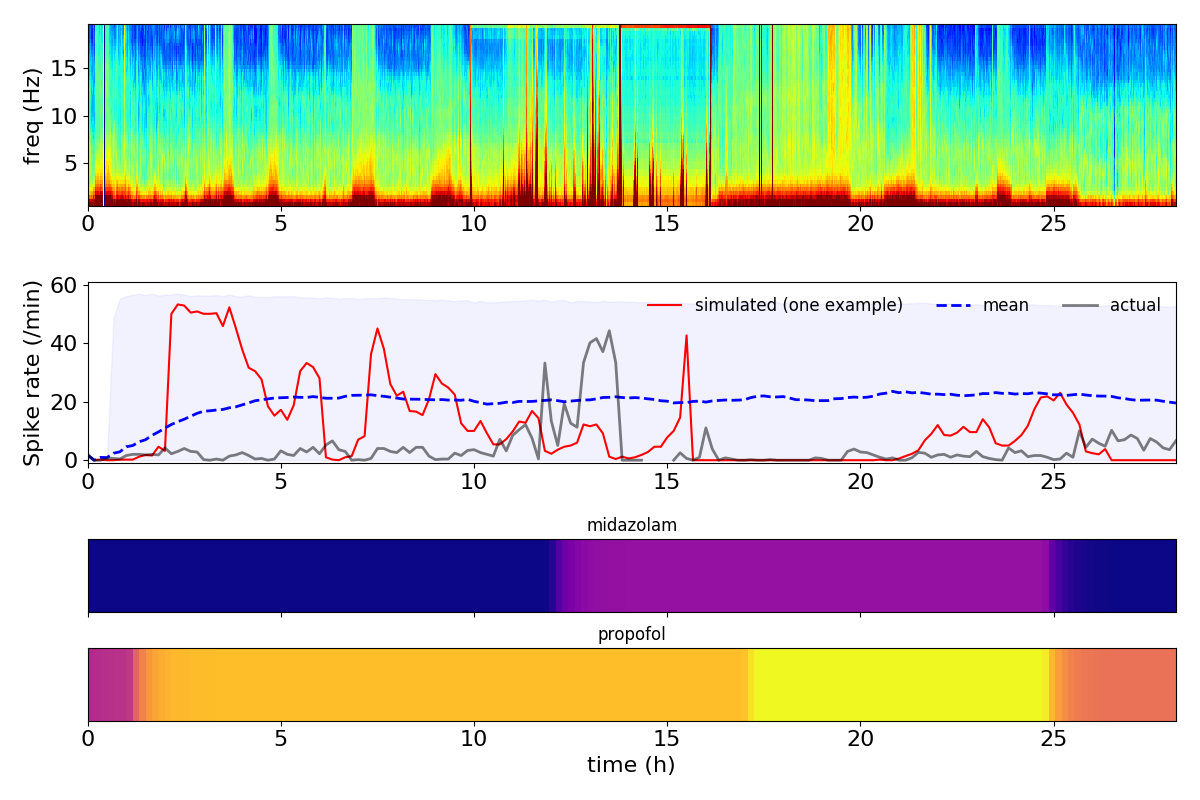 freq (Hz)
15
10
5
0 5 10 15 20 25
Spike rate (/min)
60
40
20
0
simulated (one example) mean actual
0 5 10 15 20 25
midazolam
propofol
0 5 10 15 20 25
time (h)